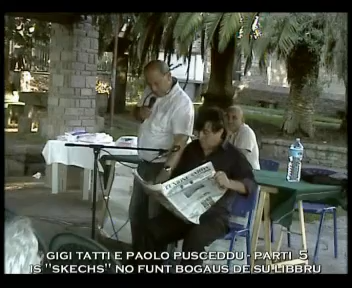 GIGI TATTI E PAOLO PUSCEDDU - PARTI 5
IS "SKECHS" NO FUNT BOGAUS DE SU LIBBRU